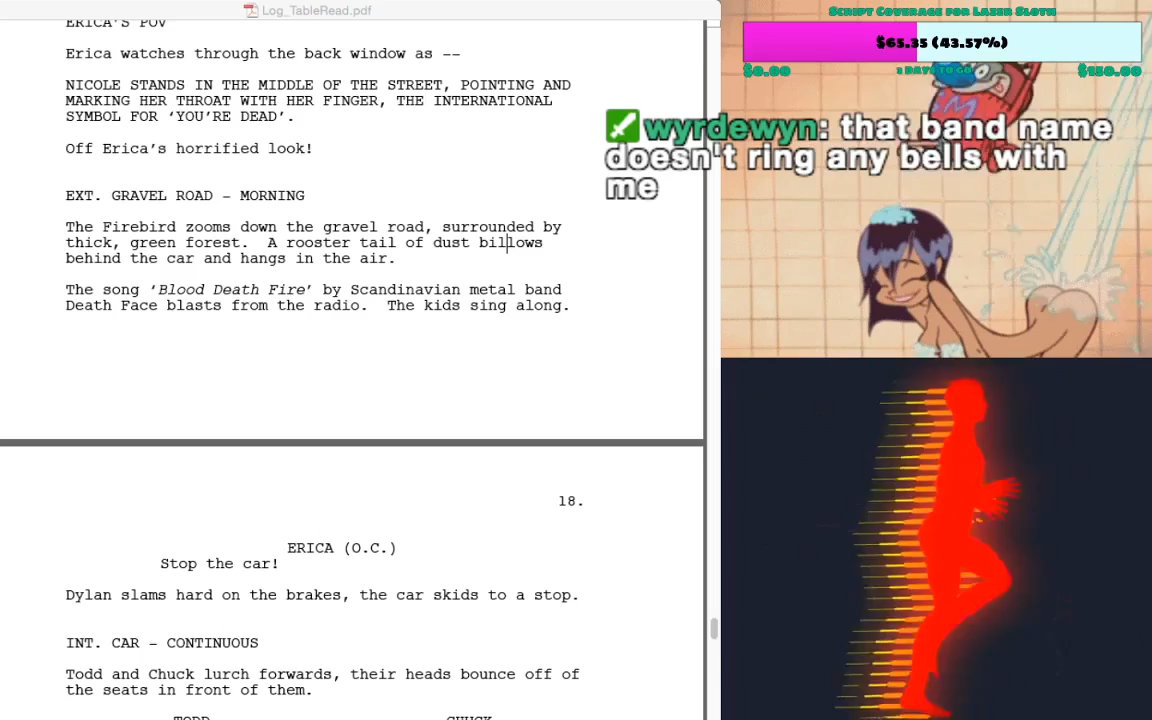 Log_TableRead.pdf
ERICA'S POV
Erica watches through the back window as --
NICOLE STANDS IN THE MIDDLE OF THE STREET, POINTING AND
MARKING HER THROAT WITH HER FINGER, THE INTERNATIONAL
SYMBOL FOR ‘YOU’RE DEAD’.
Off Erica’s horrified look!
EXT. GRAVEL ROAD - MORNING
The Firebird zooms down the gravel road, surrounded by
thick, green forest.  A rooster tail of dust billows
behind the car and hangs in the air.
The song ‘Blood Death Fire’ by Scandinavian metal band
Death Face blasts from the radio.  The kids sing along.
18.
ERICA (O.C.)
Stop the car!
Dylan slams hard on the brakes, the car skids to a stop.
INT. CAR - CONTINUOUS
Todd and Chuck lurch forwards, their heads bounce off of
the seats in front of them.
TODD CHUCK
Script Coverage for Lazer Sloth
$65.35 (43.57%)
$0.00 $150.00
wyrdewyn: that band name
doesn't ring any bells with
me